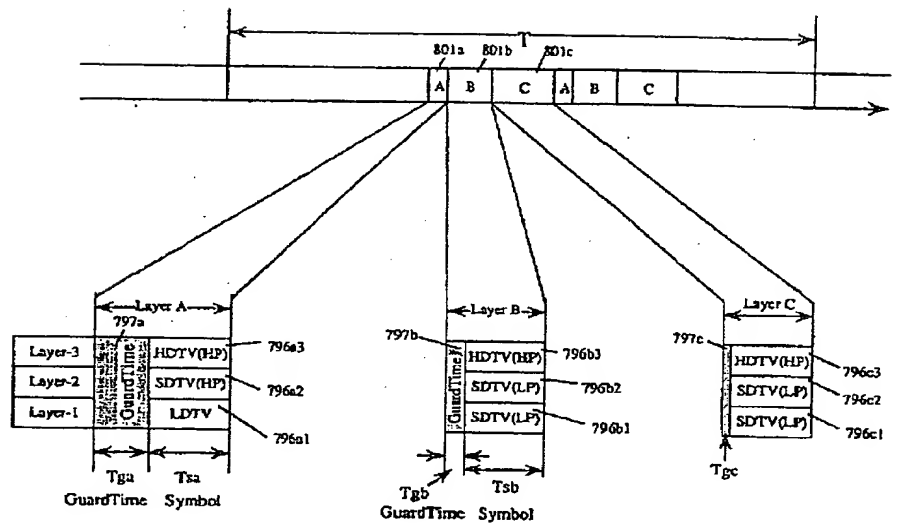 T
801a 801b 801c
A B C A B C
Layer A
797a
Layer-3 HDTV(HP) 796a3
Layer-2 GuardTime SDTV(HP) 796a2
Layer-1 LDTV 796a1
Tga Tsa
GuardTime Symbol
Layer B
797b
HDTV(HP) 796b3
GuardTime SDTV(LP) 796b2
SDTV(LP) 796b1
Tgb Tsb
GuardTime Symbol
Layer C
797c
HDTV(HP) 796c3
SDTV(LP) 796c2
SDTV(LP) 796c1
Tgc